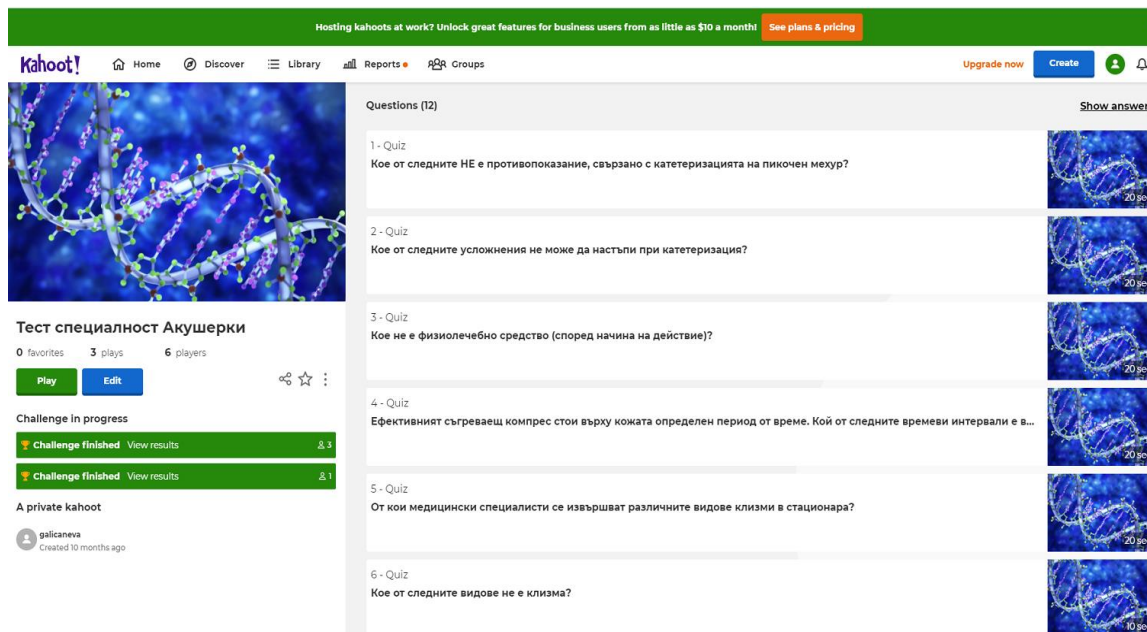 Hosting kahoots at work? Unlock great features for business users from as little as $10 a month! See plans & pricing
Kahoot! Home Discover Library Reports Groups Upgrade now Create
Questions (12) Show answer
1 - Quiz
Кое от следните НЕ е противопоказание, свързано с катетеризацията на пикочен мехур?
20 se
2 - Quiz
Кое от следните усложнения не може да настъпи при катетеризация?
20 se
3 - Quiz
Кое не е физиолечебно средство (според начина на действие)?
20 se
4 - Quiz
Ефективният съгреваещ компрес стои върху кожата определен период от време. Кой от следните времеви интервали е в...
20 se
5 - Quiz
От кои медицински специалисти се извършват различните видове клизми в стационара?
20 se
6 - Quiz
Кое от следните видове не е клизма?
10 se
Тест специалност Акушерки
0 favorites 3 plays 6 players
Play Edit
Challenge in progress
Challenge finished View results 3
Challenge finished View results 1
A private kahoot
galicaneva
Created 10 months ago